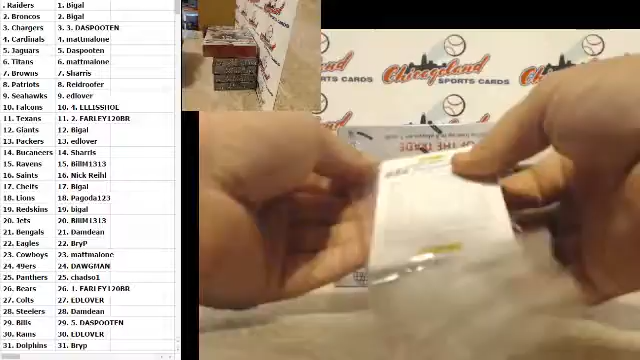 . Raiders 1. Bigal
2. Broncos 2. Bigal
3. Chargers 3. 3. DASPOOTEN
4. Cardinals 4. mattmalone
5. Jaguars 5. Daspooten
6. Titans 6. mattmalone
7. Browns 7. Sharris
8. Patriots 8. Reidroofer
9. Seahawks 9. edlover
10. Falcons 10. 4. ELLISSHOL
11. Texans 11. 2. FARLEY120BR
12. Giants 12. Bigal
13. Packers 13. edlover
14. Bucaneers 14. Sharris
15. Ravens 15. BillM1313
16. Saints 16. Nick Reihl
17. Cheifs 17. Bigal
18. Lions 18. Pagoda123
19. Redskins 19. bigal
20. Jets 20. BillM1313
21. Bengals 21. Damdean
22. Eagles 22. BryP
23. Cowboys 23. mattmalone
24. 49ers 24. DAWGMAN
25. Panthers 25. chadso1
26. Bears 26. 1. FARLEY120BR
27. Colts 27. EDLOVER
28. Steelers 28. Damdean
29. Bills 29. 5. DASPOOTEN
30. Rams 30. EDLOVER
31. Dolphins 31. Bryp
Chicagoland
SPORTS CARDS
OF THE TRADE